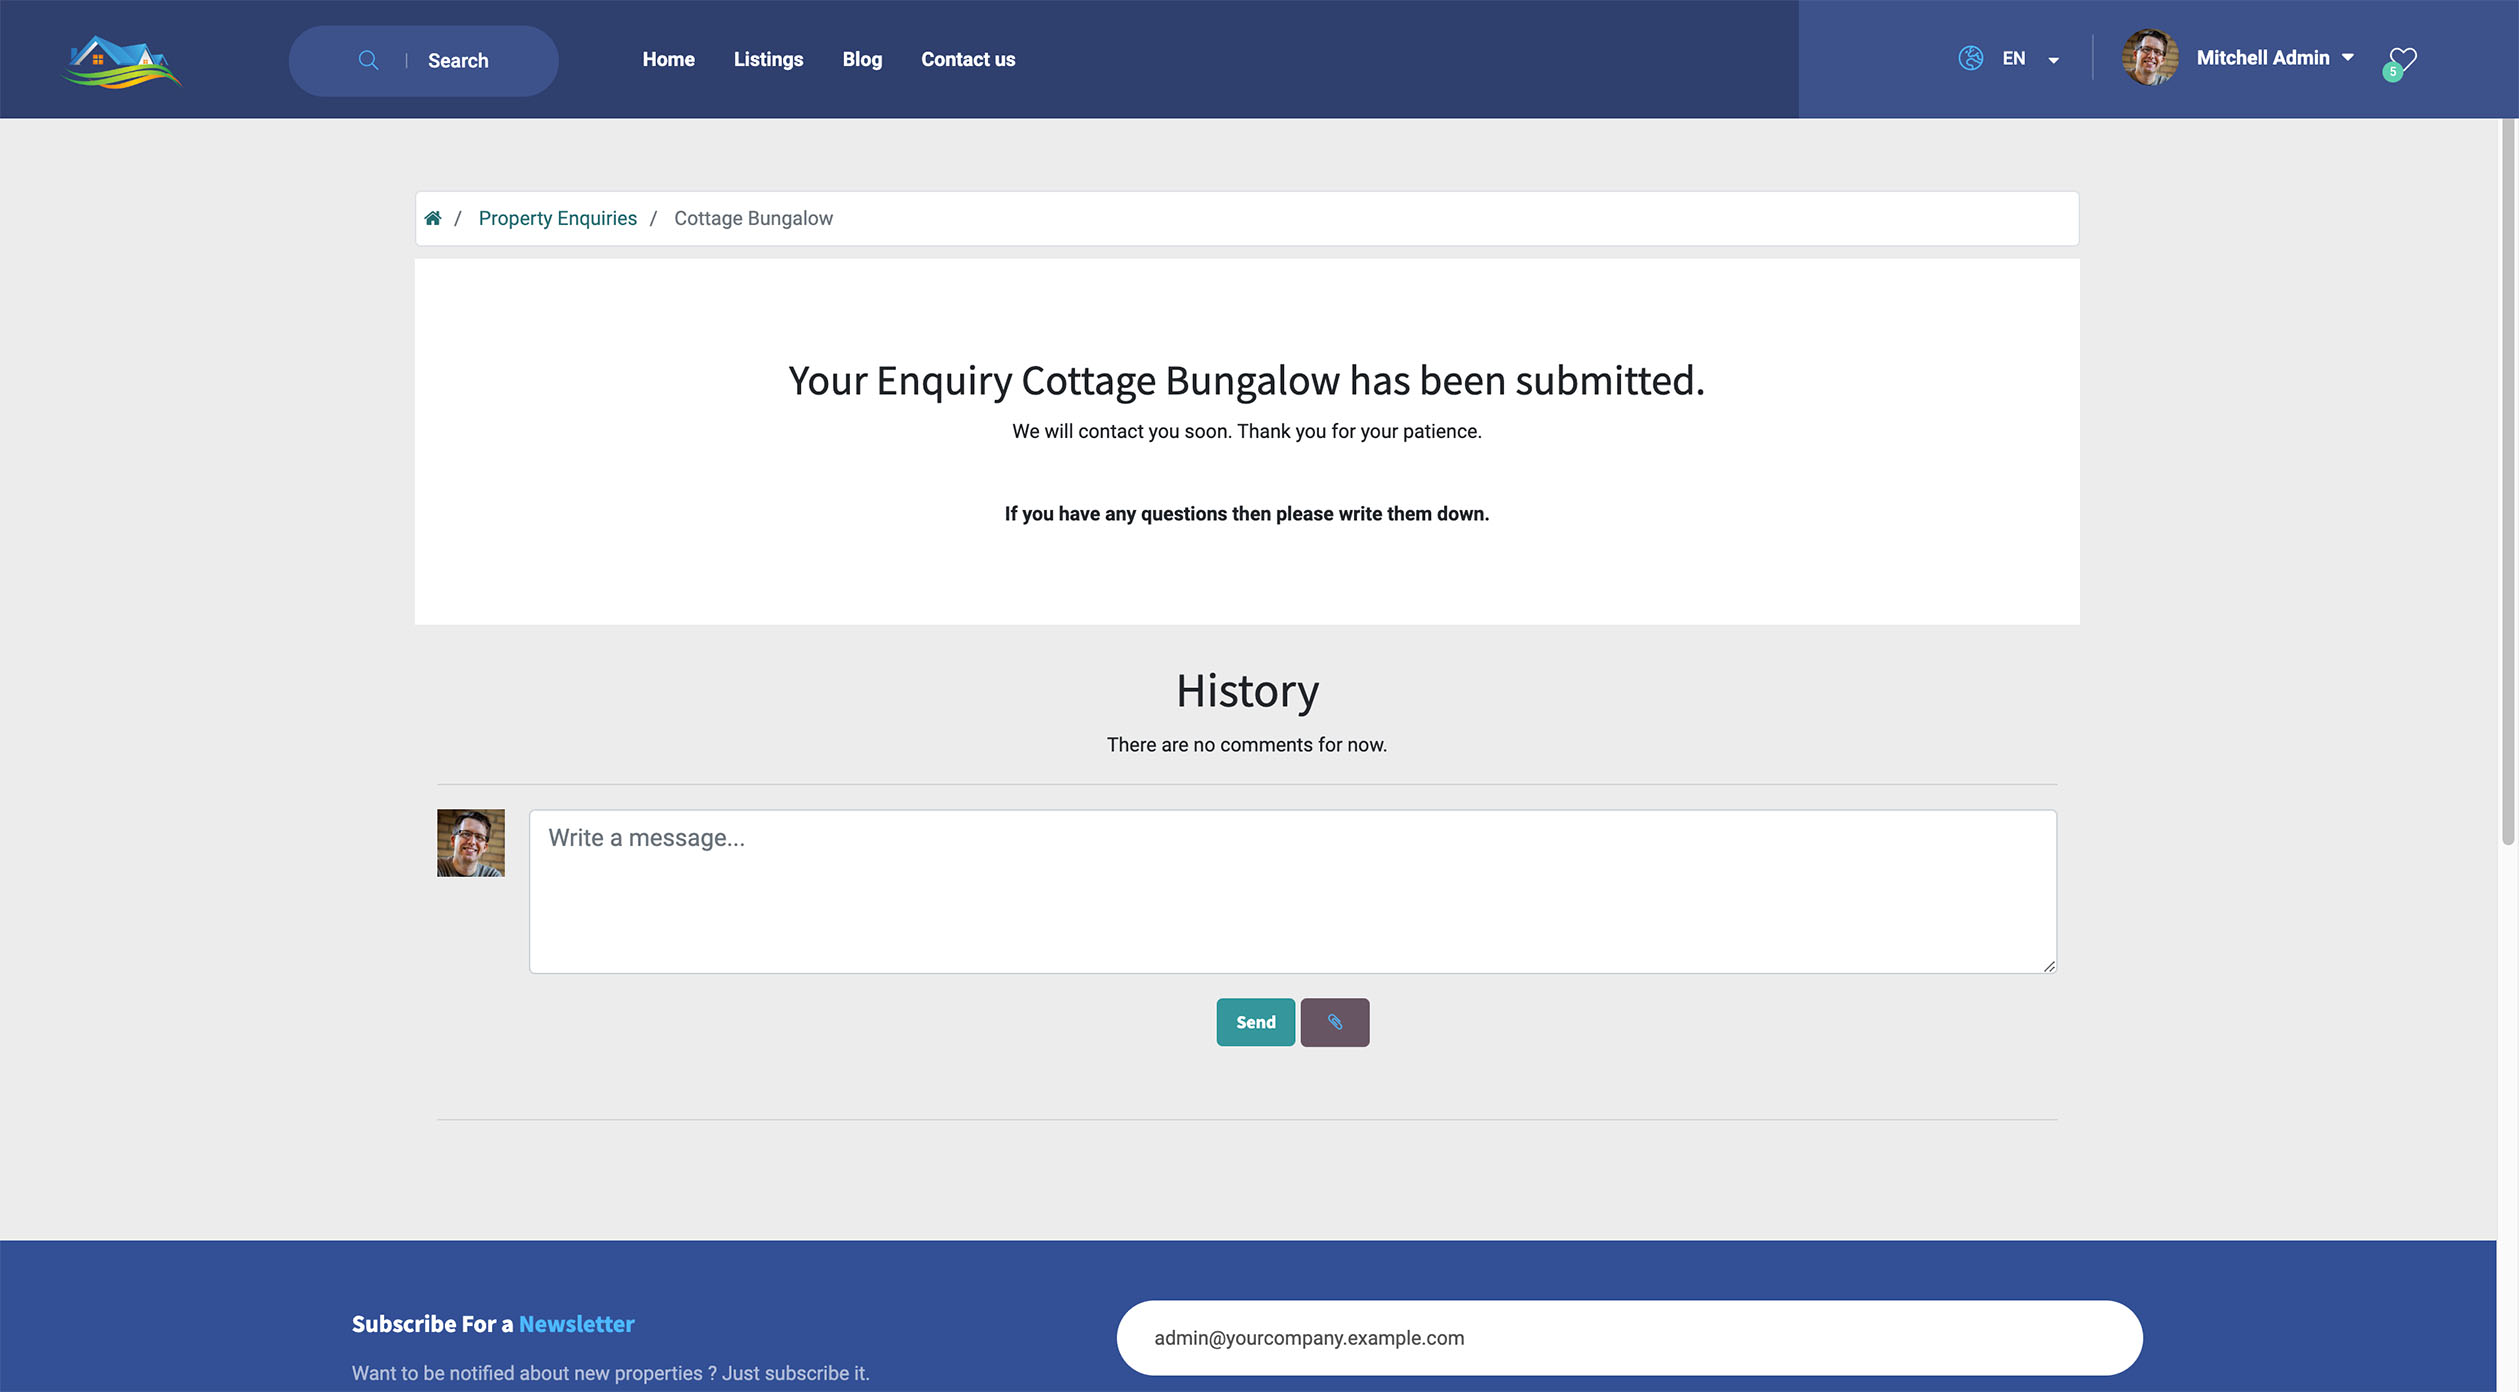 Search
Home
Listings
Blog
Contact us
EN
Mitchell Admin
5
/ Property Enquiries / Cottage Bungalow
Your Enquiry Cottage Bungalow has been submitted.
We will contact you soon. Thank you for your patience.
If you have any questions then please write them down.
History
There are no comments for now.
Write a message...
Send
Subscribe For a Newsletter
admin@yourcompany.example.com
Want to be notified about new properties ? Just subscribe it.